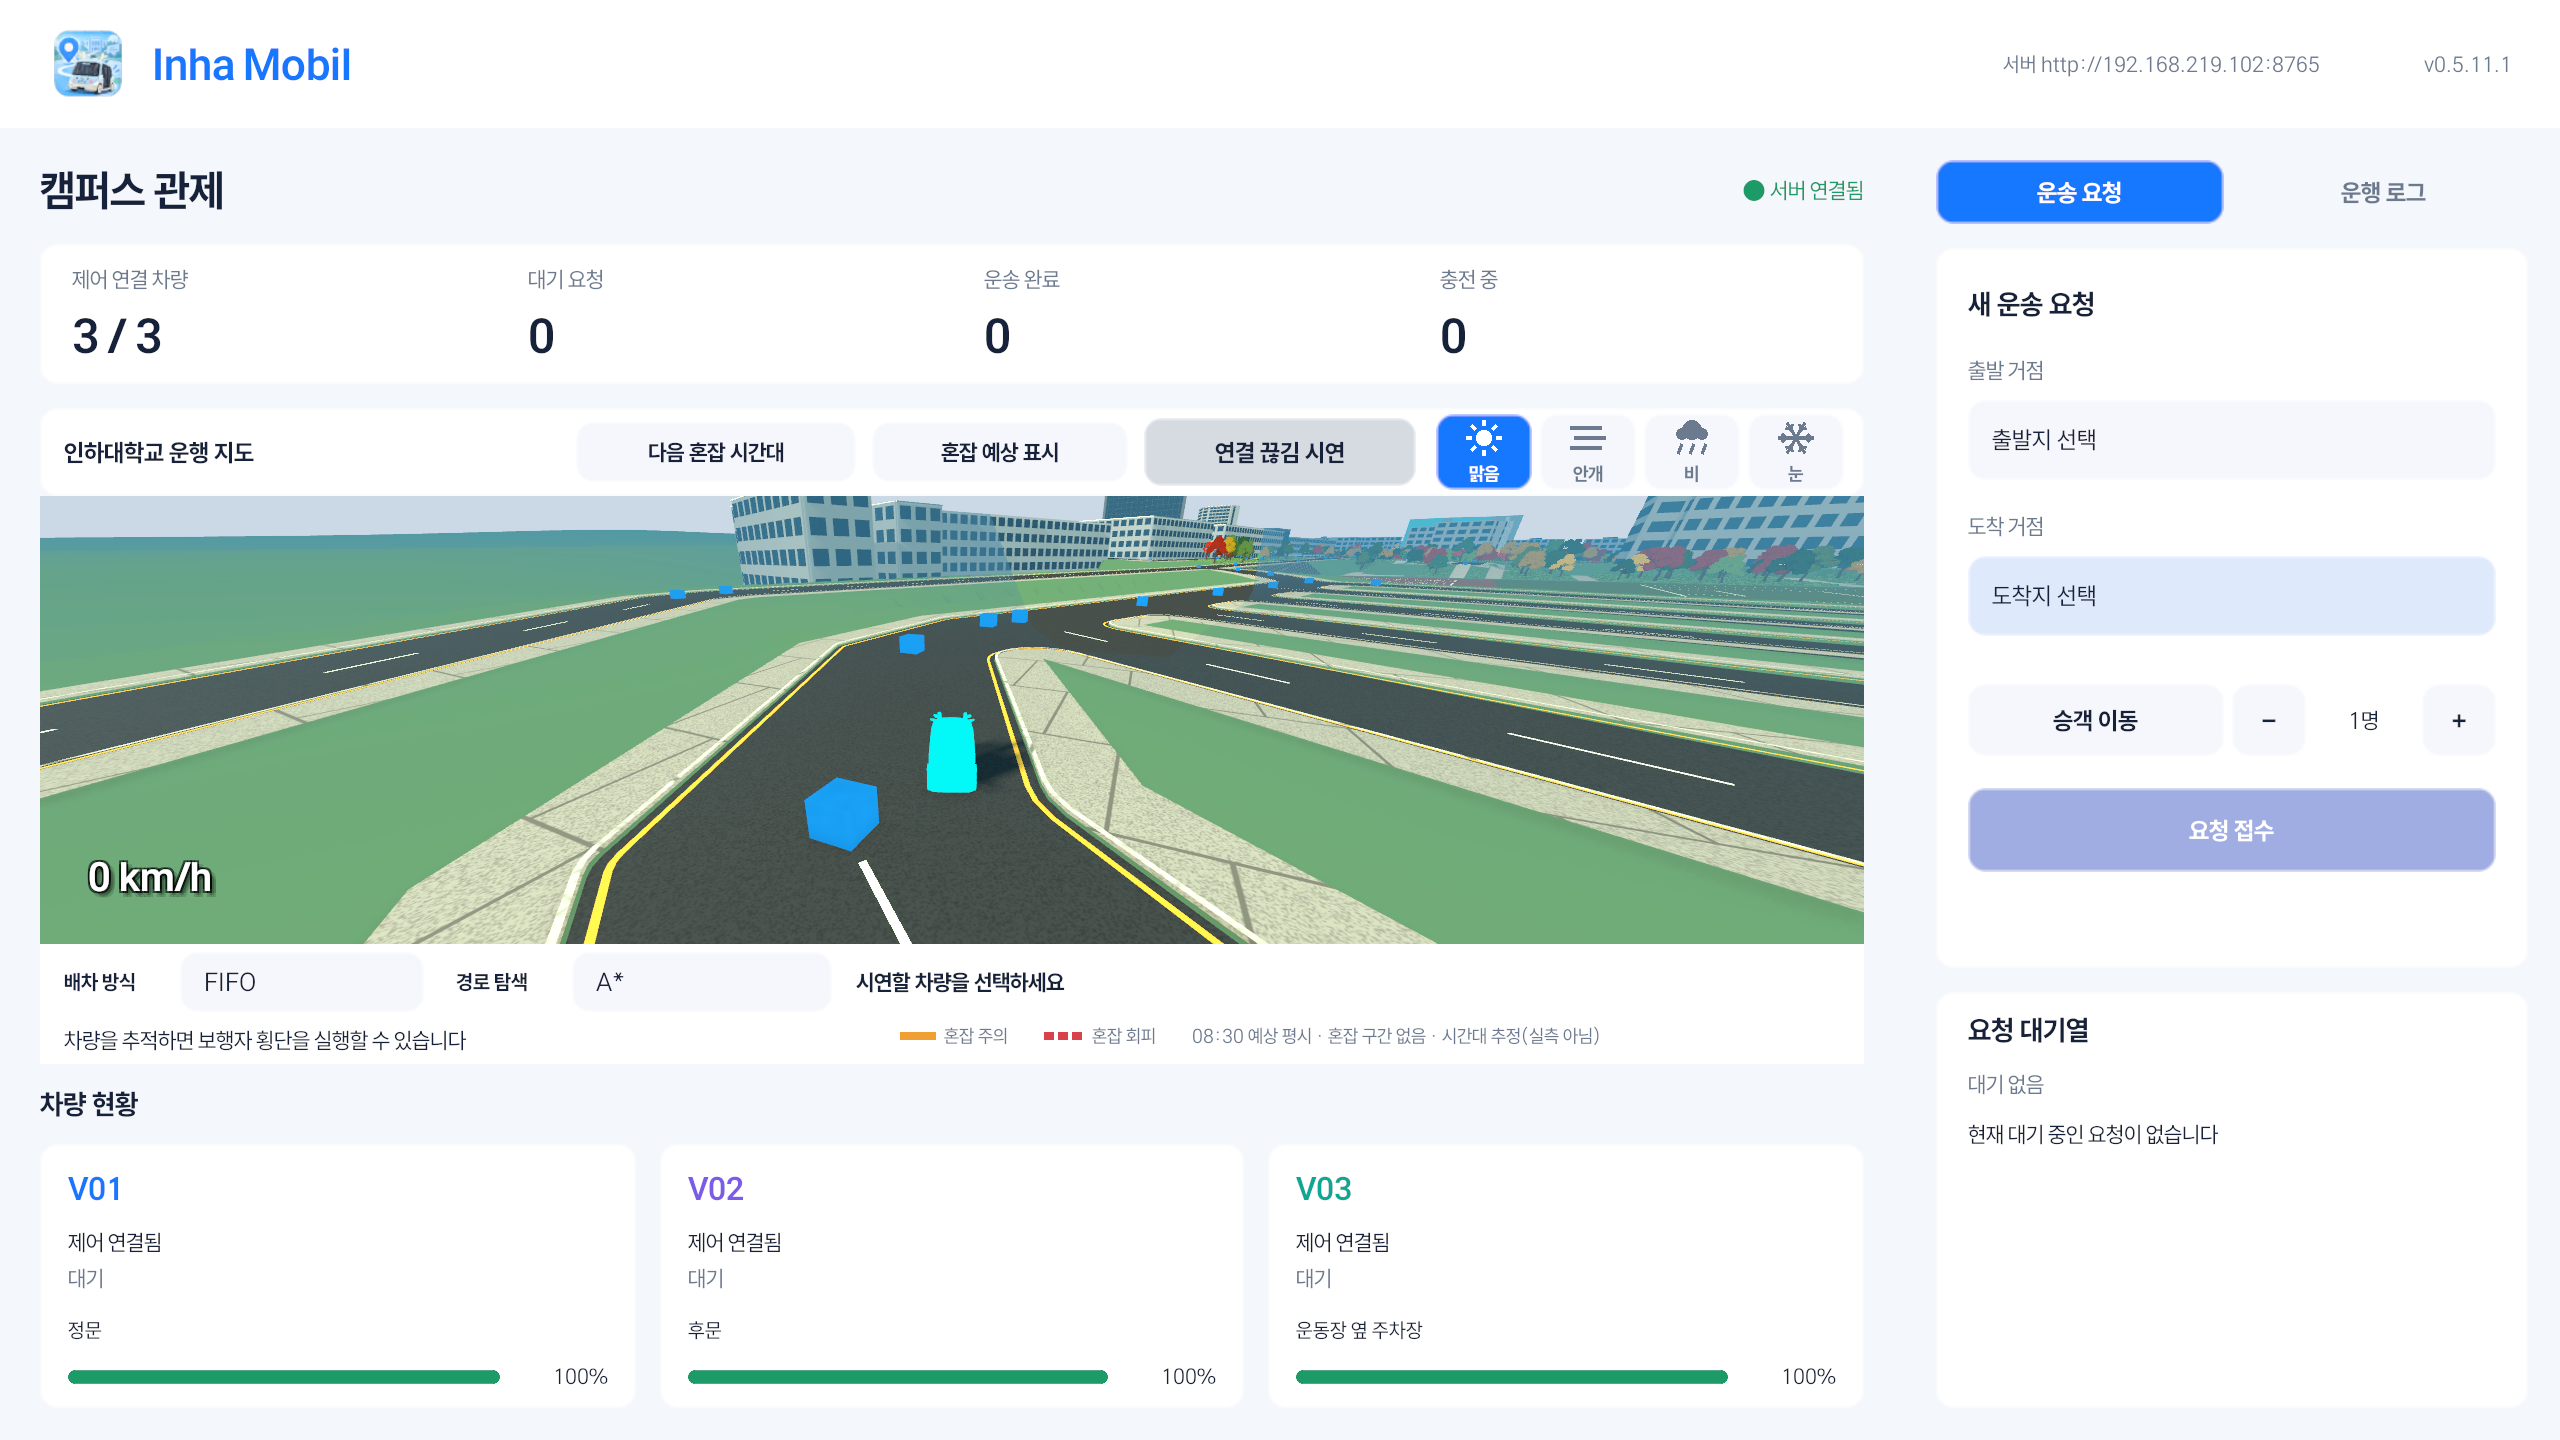 Inha Mobil
서버 http://192.168.219.102:8765
v0.5.11.1
캠퍼스 관제
서버 연결됨
제어 연결 차량
3 / 3
대기 요청
0
운송 완료
0
충전 중
0
인하대학교 운행 지도
다음 혼잡 시간대
혼잡 예상 표시
연결 끊김 시연
맑음
안개
비
눈
0 km/h
배차 방식
FIFO
경로 탐색
A*
시연할 차량을 선택하세요
차량을 추적하면 보행자 횡단을 실행할 수 있습니다
혼잡 주의
혼잡 회피
08:30 예상 평시 · 혼잡 구간 없음 · 시간대 추정(실측 아님)
차량 현황
V01
제어 연결됨
대기
정문
100%
V02
제어 연결됨
대기
후문
100%
V03
제어 연결됨
대기
운동장 옆 주차장
100%
운송 요청
운행 로그
새 운송 요청
출발 거점
출발지 선택
도착 거점
도착지 선택
승객 이동
−
1명
+
요청 접수
요청 대기열
대기 없음
현재 대기 중인 요청이 없습니다